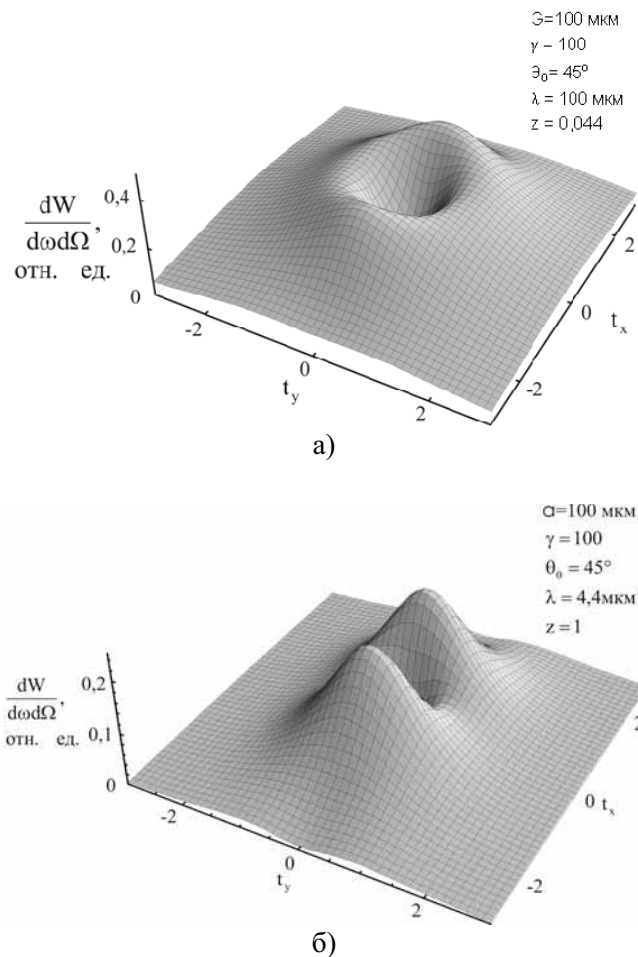 Э=100 мкм
γ – 100
Э₀= 45º
λ = 100 мкм
z = 0,044
dW
dωdΩ,
отн. ед.
0,4
0,2
0
-2
0
2
t_y
2
0
-2
t_x
а)
a=100 мкм
γ = 100
θ₀ = 45°
λ = 4,4мкм
z = 1
dW
dωdΩ,
отн. ед.
0,2
0,1
0
-2
0
2
t_y
2
0 t_x
-2
б)